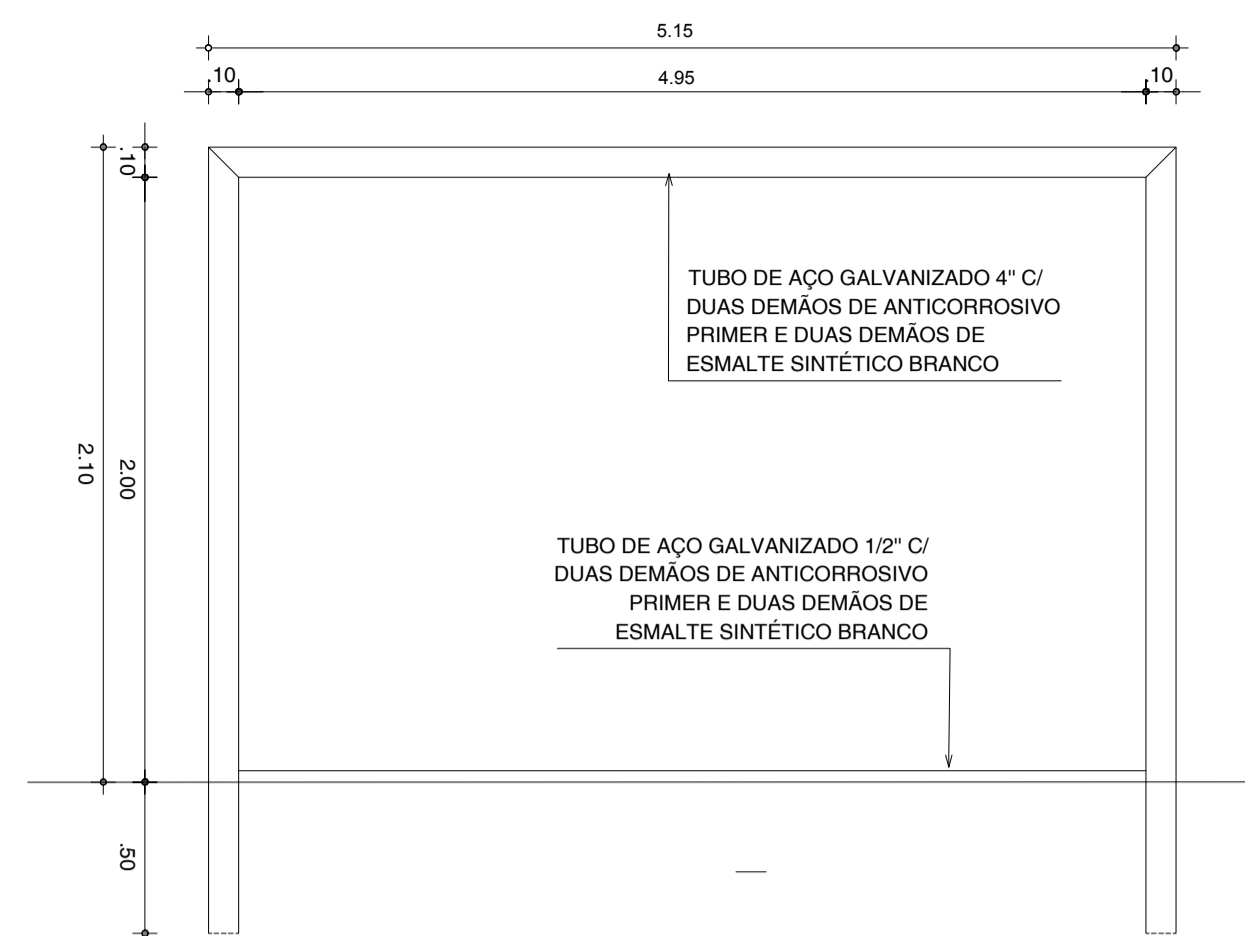 5.15
.10
4.95
.10
.10
TUBO DE AÇO GALVANIZADO 4" C/
DUAS DEMÃOS DE ANTICORROSIVO
PRIMER E DUAS DEMÃOS DE
ESMALTE SINTÉTICO BRANCO
2.10
2.00
TUBO DE AÇO GALVANIZADO 1/2" C/
DUAS DEMÃOS DE ANTICORROSIVO
PRIMER E DUAS DEMÃOS DE
ESMALTE SINTÉTICO BRANCO
.50